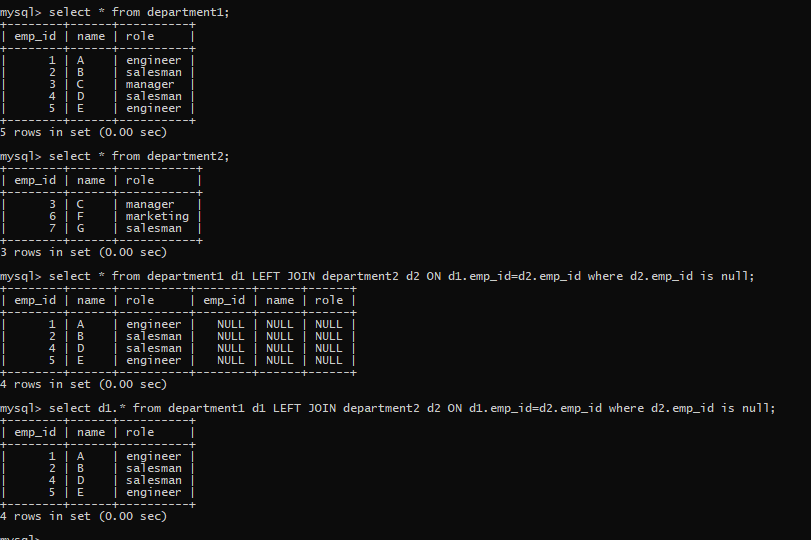 mysql> select * from department1;
+--------+------+----------+
| emp_id | name | role     |
+--------+------+----------+
|      1 | A    | engineer |
|      2 | B    | salesman |
|      3 | C    | manager  |
|      4 | D    | salesman |
|      5 | E    | engineer |
+--------+------+----------+
5 rows in set (0.00 sec)

mysql> select * from department2;
+--------+------+-----------+
| emp_id | name | role      |
+--------+------+-----------+
|      3 | C    | manager   |
|      6 | F    | marketing |
|      7 | G    | salesman  |
+--------+------+-----------+
3 rows in set (0.00 sec)

mysql> select * from department1 d1 LEFT JOIN department2 d2 ON d1.emp_id=d2.emp_id where d2.emp_id is null;
+--------+------+----------+--------+------+------+
| emp_id | name | role     | emp_id | name | role |
+--------+------+----------+--------+------+------+
|      1 | A    | engineer |   NULL | NULL | NULL |
|      2 | B    | salesman |   NULL | NULL | NULL |
|      4 | D    | salesman |   NULL | NULL | NULL |
|      5 | E    | engineer |   NULL | NULL | NULL |
+--------+------+----------+--------+------+------+
4 rows in set (0.00 sec)

mysql> select d1.* from department1 d1 LEFT JOIN department2 d2 ON d1.emp_id=d2.emp_id where d2.emp_id is null;
+--------+------+----------+
| emp_id | name | role     |
+--------+------+----------+
|      1 | A    | engineer |
|      2 | B    | salesman |
|      4 | D    | salesman |
|      5 | E    | engineer |
+--------+------+----------+
4 rows in set (0.00 sec)

mysql>